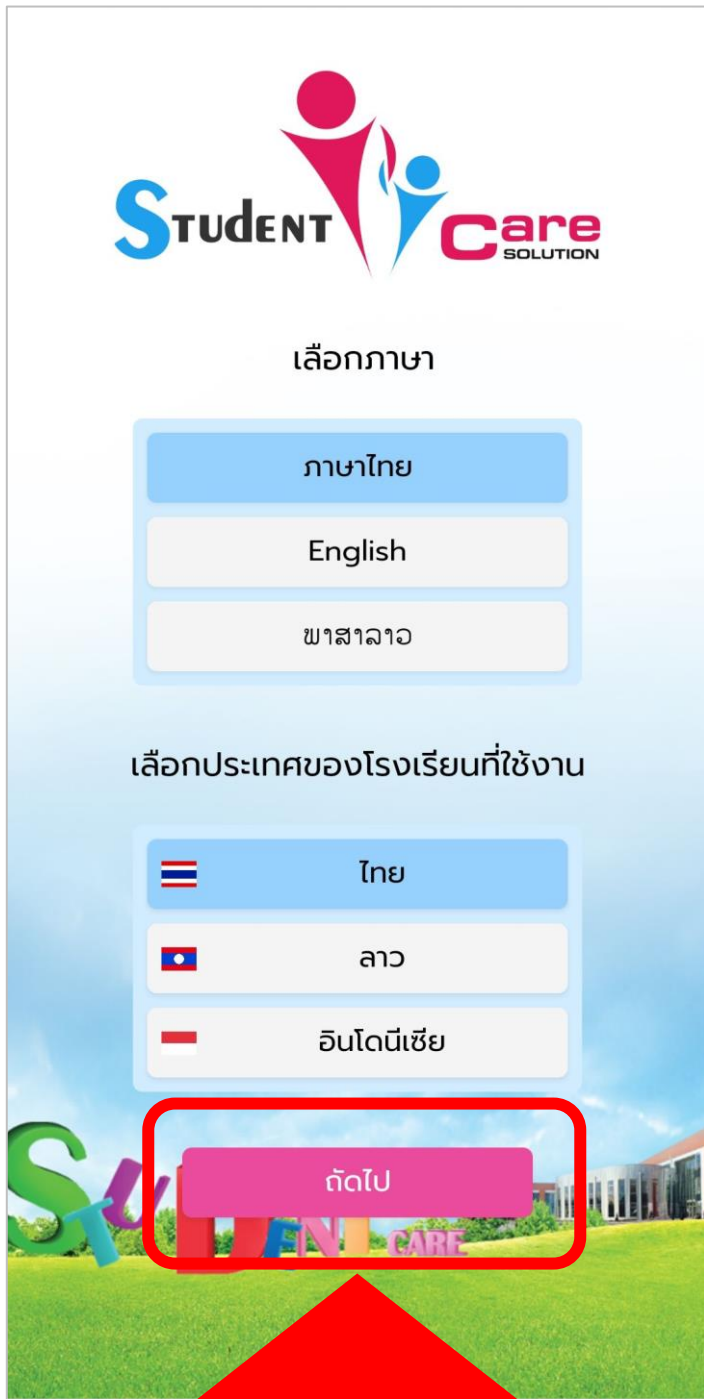 STUDENT Care
SOLUTION
เลือกภาษา
ภาษาไทย
English
ພາສາລາວ
เลือกประเทศของโรงเรียนที่ใช้งาน
ไทย
ลาว
อินโดนีเซีย
ถัดไป
STUDENT CARE